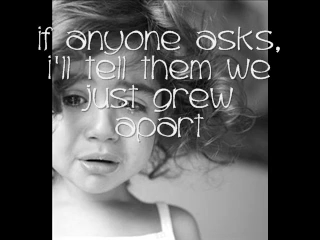 if anyone asks,
i'll tell them we
just grew
apart